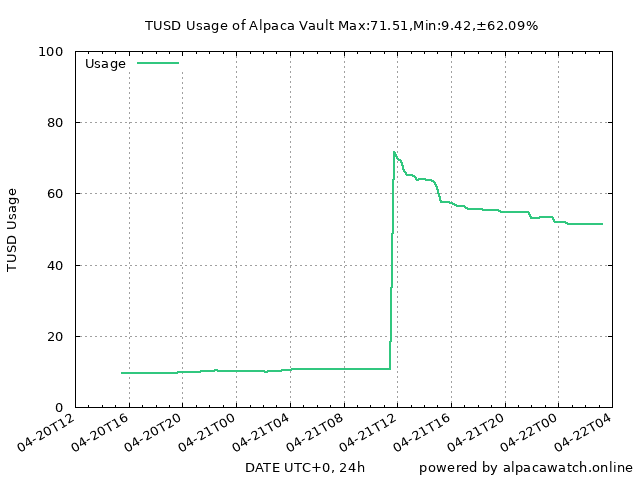 TUSD Usage of Alpaca Vault Max:71.51,Min:9.42,±62.09%
Usage
100
80
60
40
20
0
TUSD Usage
04-20T12
04-20T16
04-20T20
04-21T00
04-21T04
04-21T08
04-21T12
04-21T16
04-21T20
04-22T00
04-22T04
DATE UTC+0, 24h
powered by alpacawatch.online